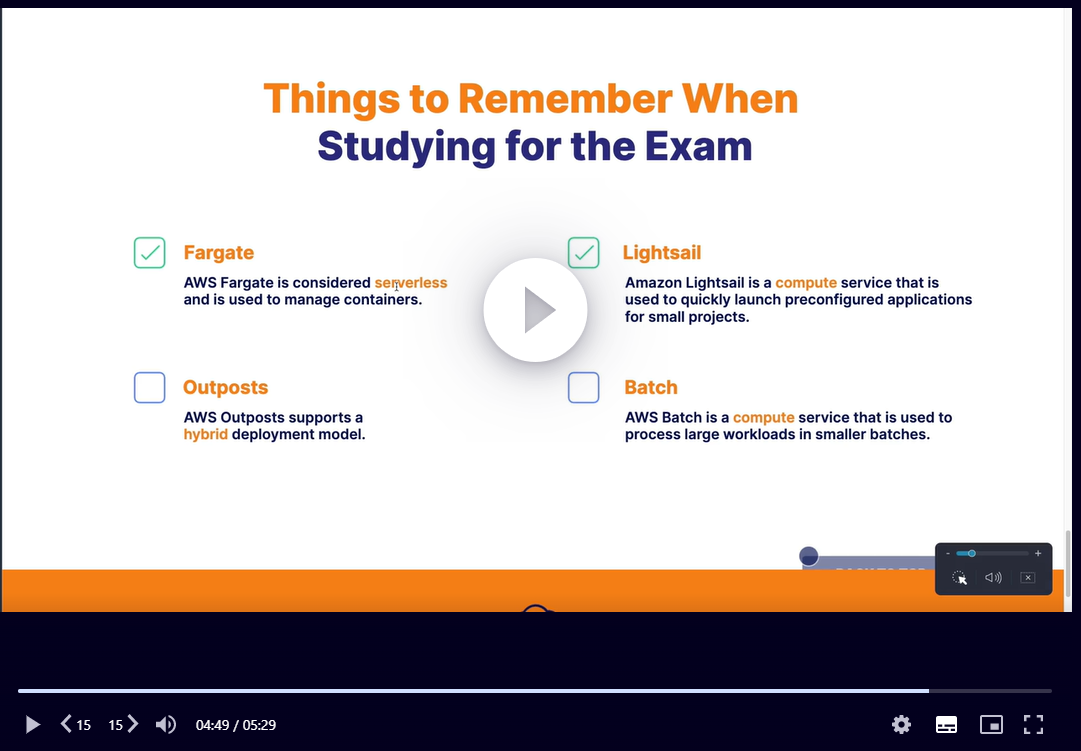 Things to Remember When
Studying for the Exam
Fargate
AWS Fargate is considered serverless
and is used to manage containers.
Lightsail
Amazon Lightsail is a compute service that is
used to quickly launch preconfigured applications
for small projects.
Outposts
AWS Outposts supports a
hybrid deployment model.
Batch
AWS Batch is a compute service that is used to
process large workloads in smaller batches.
- +
15 15 04:49 / 05:29